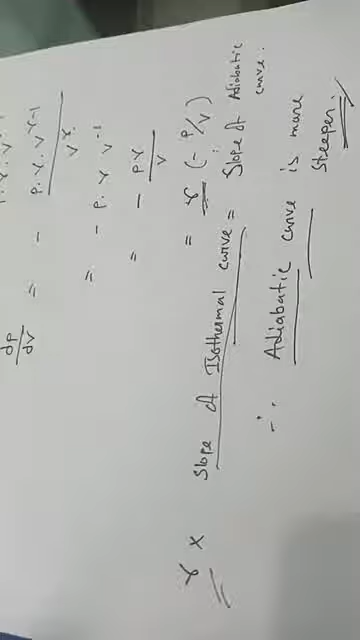 dP/dV = - P.γ.V^γ-1 / V^γ
= - P.γ V^-1
= - Pγ/V
= γ (- P/V)
γ x Slope of Isothermal curve = Slope of Adiabatic curve.
∴ Adiabatic curve is more steeper.